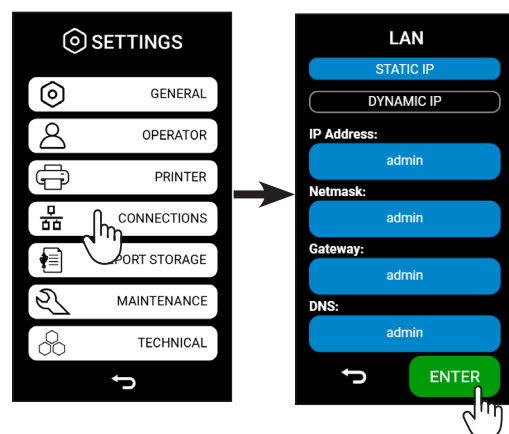 SETTINGS
GENERAL
OPERATOR
PRINTER
CONNECTIONS
PORT STORAGE
MAINTENANCE
TECHNICAL
LAN
STATIC IP
DYNAMIC IP
IP Address:
admin
Netmask:
admin
Gateway:
admin
DNS:
admin
ENTER